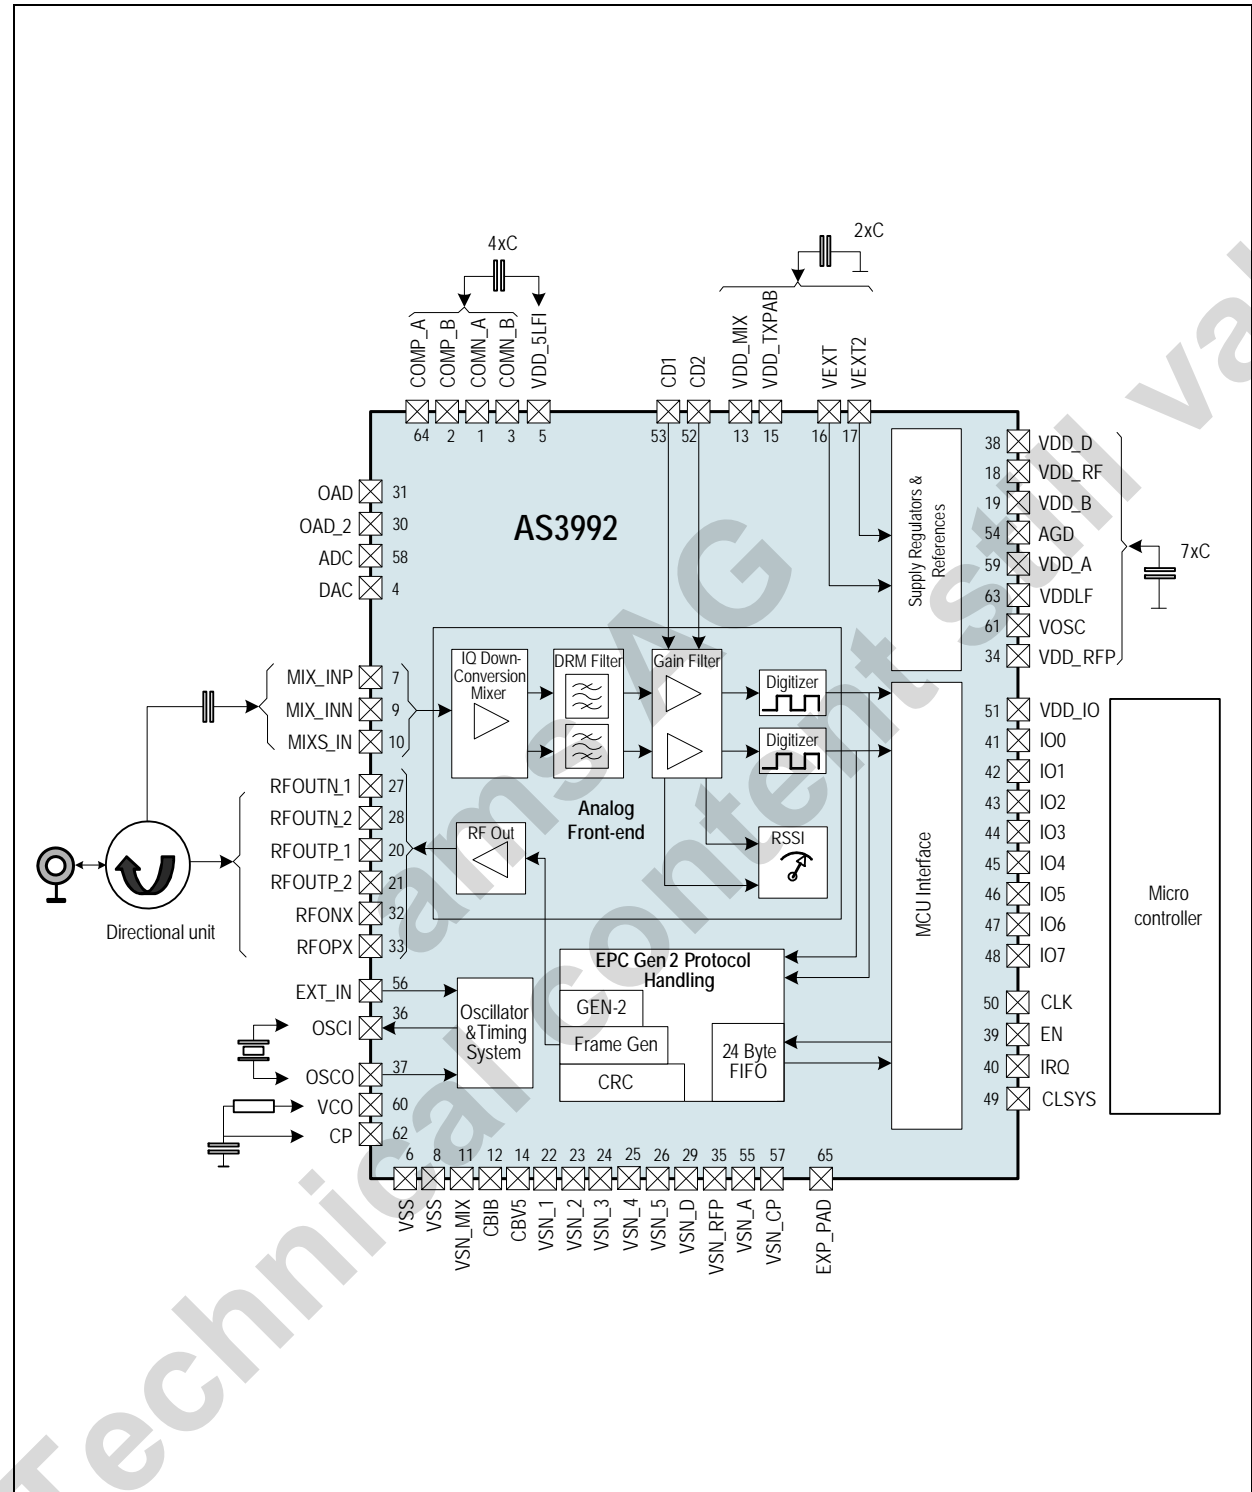 4xC
2xC
COMP_A
COMP_B
COMN_A
COMN_B
VDD_5LFI
CD1
CD2
VDD_MIX
VDD_TXPAB
VEXT
VEXT2
64 2 1 3 5 53 52 13 15 16 17
AS3992
OAD 31
OAD_2 30
ADC 58
DAC 4
MIX_INP 7
MIX_INN 9
MIXS_IN 10
RFOUTN_1 27
RFOUTN_2 28
RFOUTP_1 20
RFOUTP_2 21
RFONX 32
RFOPX 33
EXT_IN 56
OSCI 36
OSCO 37
VCO 60
CP 62
Directional unit
IQ Down-
Conversion
Mixer
DRM Filter
Gain Filter
Digitizer
Digitizer
Analog
Front-end
RF Out
RSSI
Oscillator
&Timing
System
EPC Gen 2 Protocol
Handling
GEN-2
Frame Gen
CRC
24 Byte
FIFO
Supply Regulators &
References
MCU Interface
38 VDD_D
18 VDD_RF
19 VDD_B
54 AGD
59 VDD_A
63 VDDLF
61 VOSC
34 VDD_RFP
7xC
51 VDD_IO
41 IO0
42 IO1
43 IO2
44 IO3
45 IO4
46 IO5
47 IO6
48 IO7
50 CLK
39 EN
40 IRQ
49 CLSYS
Micro
controller
6 8 11 12 14 22 23 24 25 26 29 35 55 57 65
VSS
VSS
VSN_MIX
CBIB
CBV5
VSN_1
VSN_2
VSN_3
VSN_4
VSN_5
VSN_D
VSN_RFP
VSN_A
VSN_CP
EXP_PAD
ams AG
Technical content still val